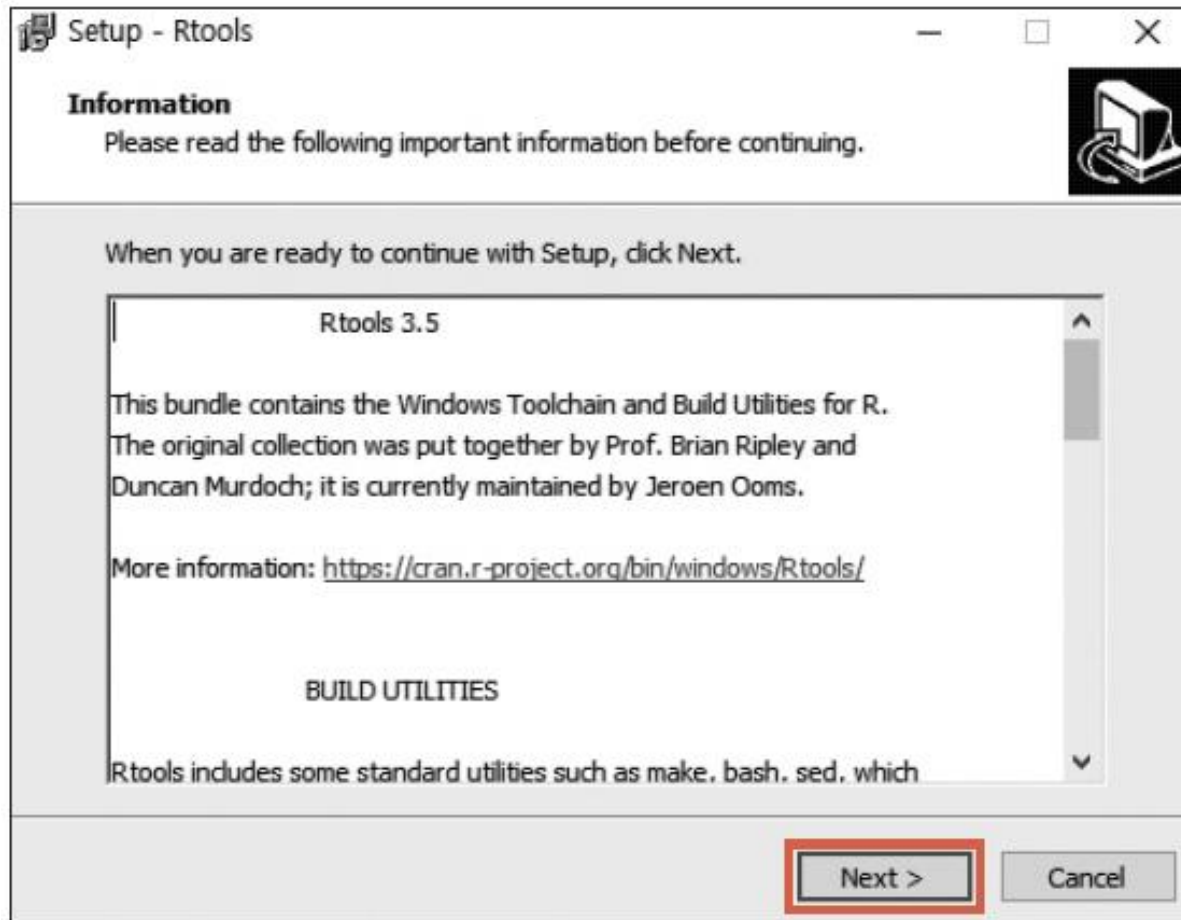 Setup - Rtools
Information
Please read the following important information before continuing.
When you are ready to continue with Setup, click Next.
Rtools 3.5
This bundle contains the Windows Toolchain and Build Utilities for R.
The original collection was put together by Prof. Brian Ripley and
Duncan Murdoch; it is currently maintained by Jeroen Ooms.
More information: https://cran.r-project.org/bin/windows/Rtools/
BUILD UTILITIES
Rtools includes some standard utilities such as make, bash, sed, which
Next >
Cancel